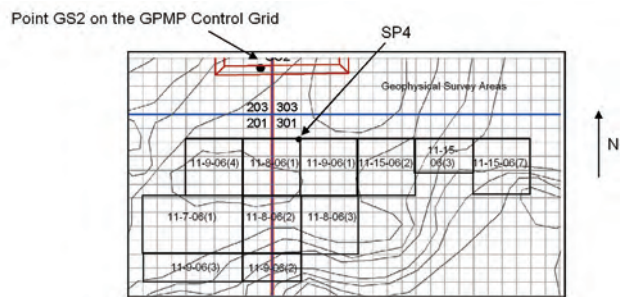 Point GS2 on the GPMP Control Grid
SP4
GS2
Geophysical Survey Areas
203 303
201 301
N
11-9-06(4)
11-8-06(1)
11-9-06(1)
11-15-06(2)
11-15-
06(3)
11-15-06(7)
11-7-06(1)
11-8-06(2)
11-8-06(3)
11-9-06(3)
11-9-06(2)